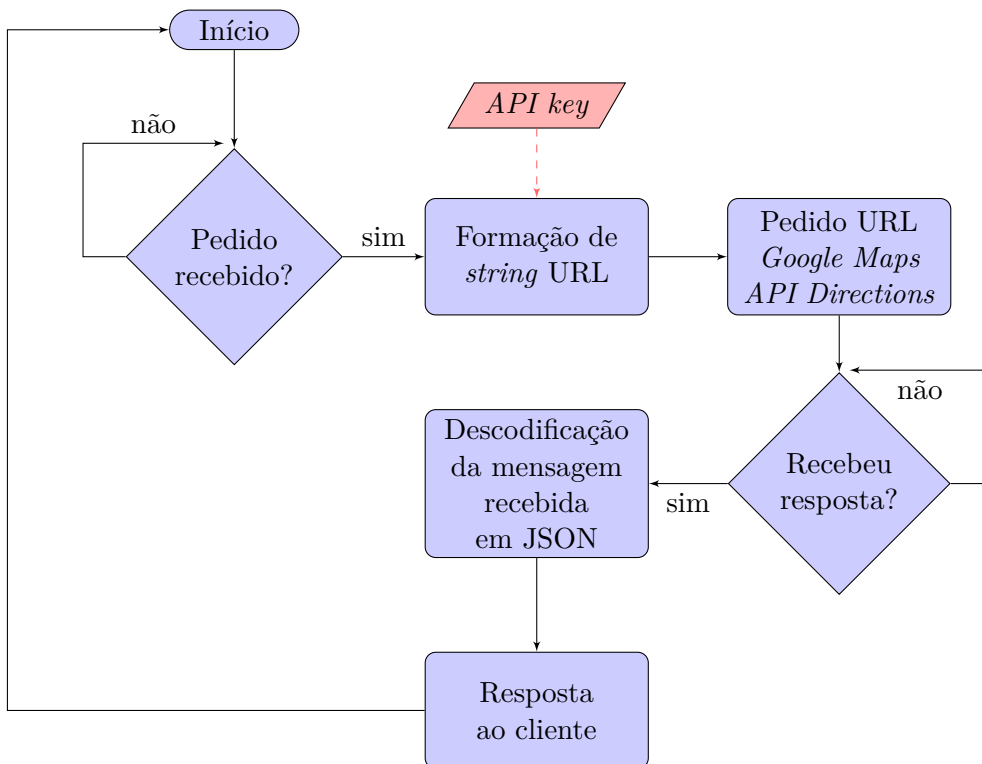 Início
API key
não
Pedido
recebido?
sim
Formação de
string URL
Pedido URL
Google Maps
API Directions
não
Recebeu
resposta?
sim
Descodificação
da mensagem
recebida
em JSON
Resposta
ao cliente